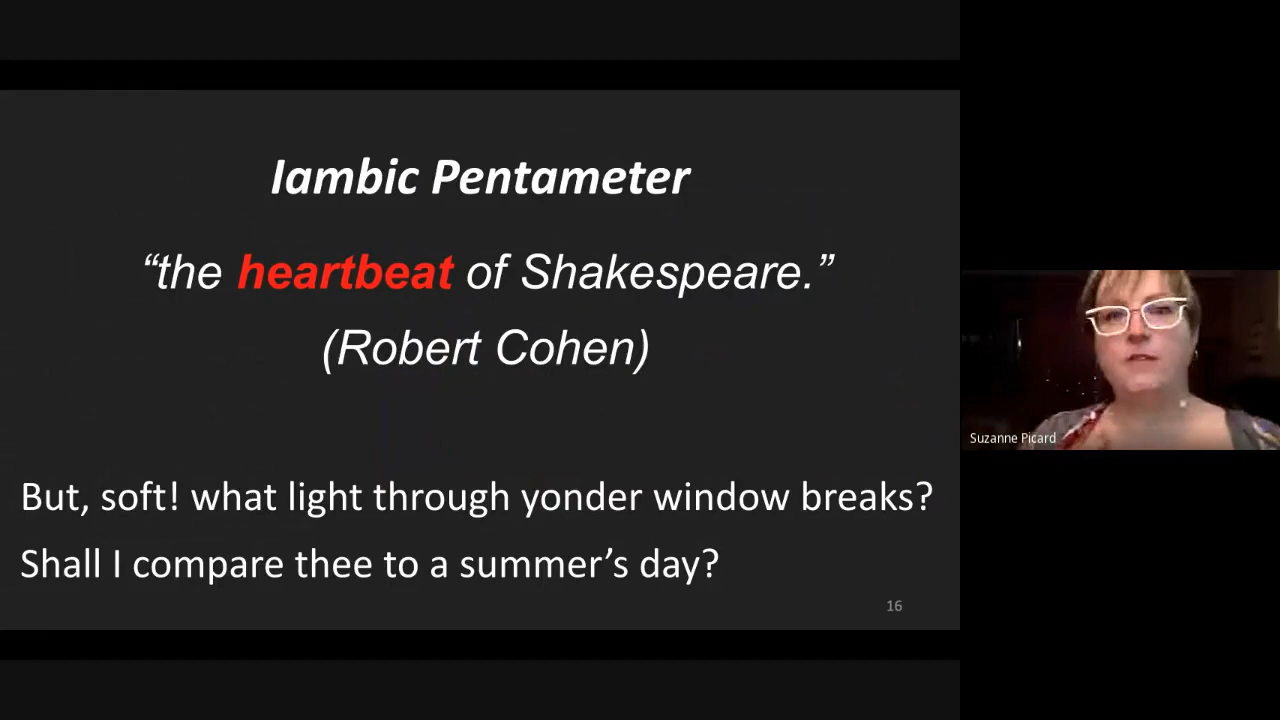 Iambic Pentameter
“the heartbeat of Shakespeare.”
(Robert Cohen)
But, soft! what light through yonder window breaks?
Shall I compare thee to a summer’s day?
16
Suzanne Picard